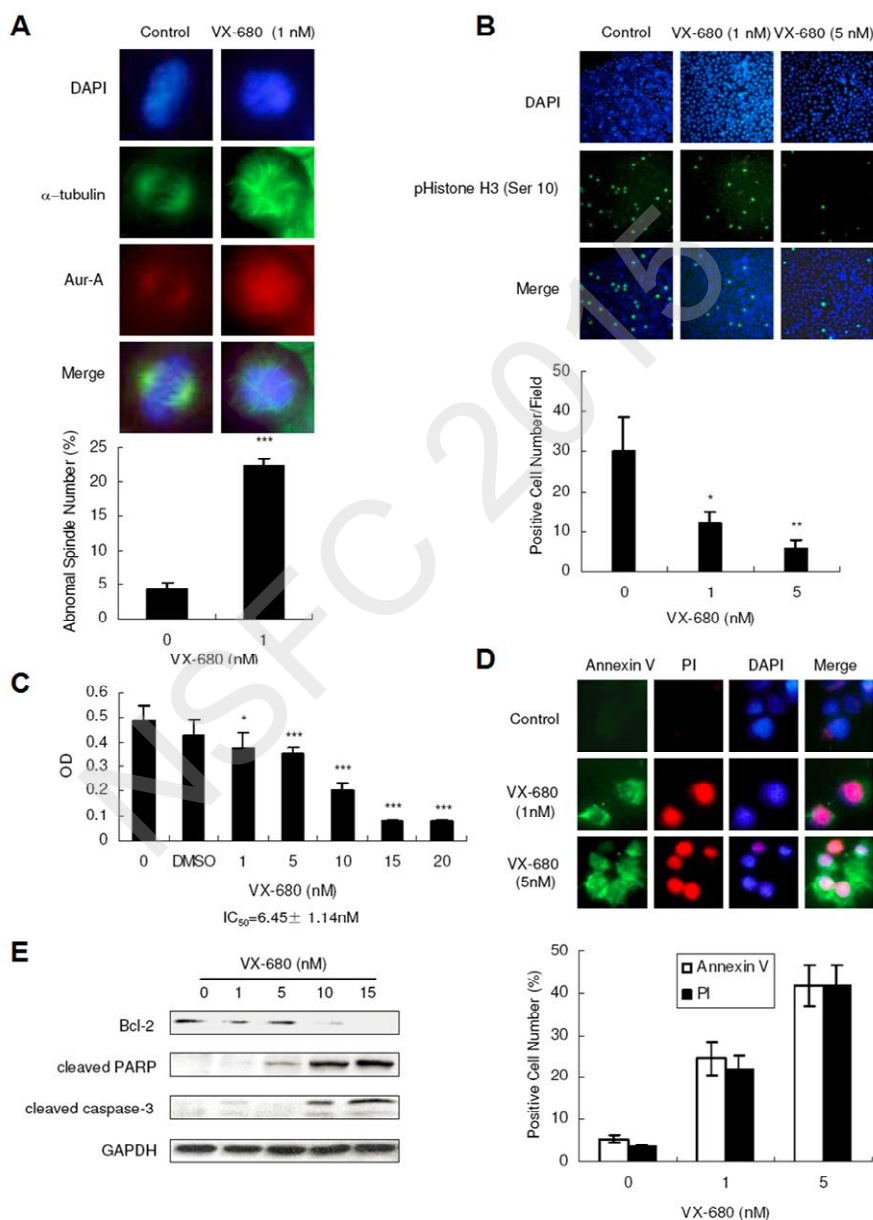 A
Control VX-680 (1 nM)
DAPI
α-tubulin
Aur-A
Merge
Abnomal Spindle Number (%)
25
20
15
10
5
0
***
0 1
VX-680 (nM)
B
Control VX-680 (1 nM) VX-680 (5 nM)
DAPI
pHistone H3 (Ser 10)
Merge
Positive Cell Number/Field
50
40
30
20
10
0
*
**
0 1 5
VX-680 (nM)
C
OD
0.6
0.5
0.4
0.3
0.2
0.1
0
*
***
***
***
***
0 DMSO 1 5 10 15 20
VX-680 (nM)
IC50=6.45± 1.14nM
D
Annexin V PI DAPI Merge
Control
VX-680
(1nM)
VX-680
(5nM)
Positive Cell Number (%)
50
40
30
20
10
0
Annexin V
PI
0 1 5
VX-680 (nM)
E
VX-680 (nM)
0 1 5 10 15
Bcl-2
cleaved PARP
cleaved caspase-3
GAPDH
NSFC 2015